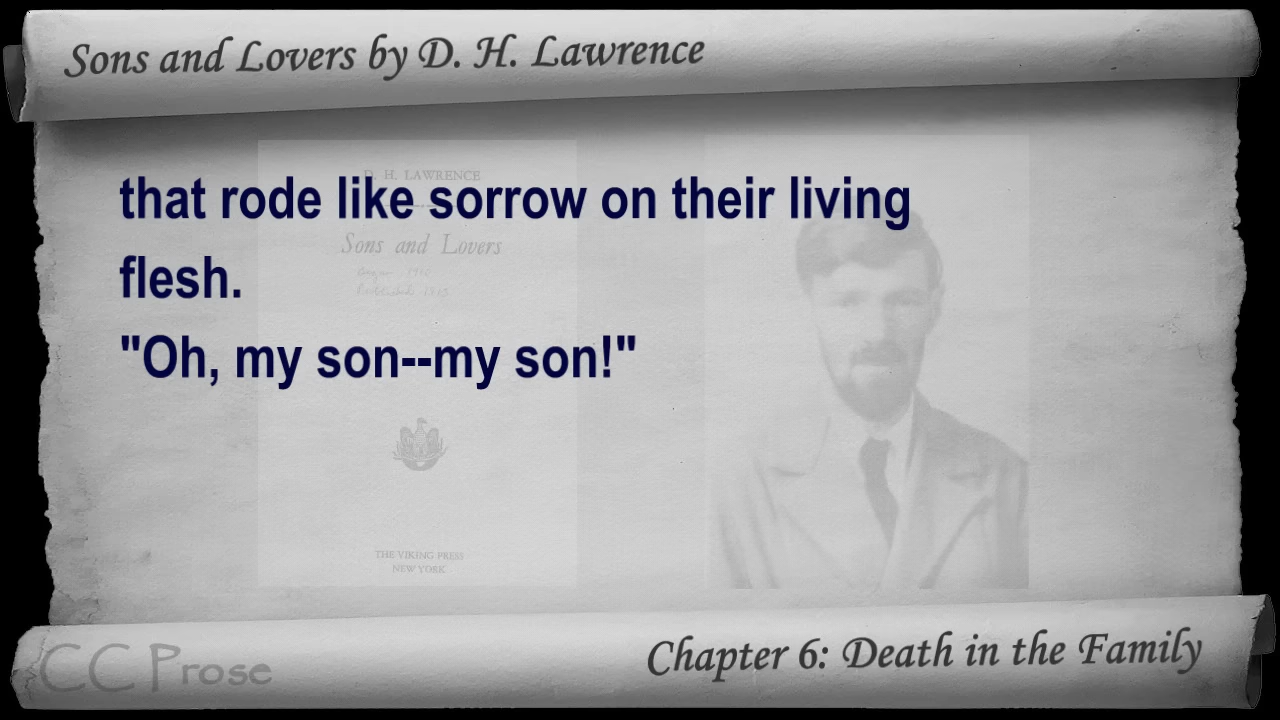 Sons and Lovers by D. H. Lawrence
D. H. LAWRENCE
that rode like sorrow on their living
Sons and Lovers
flesh.
"Oh, my son--my son!"
THE VIKING PRESS
NEW YORK
Chapter 6: Death in the Family
CC Prose